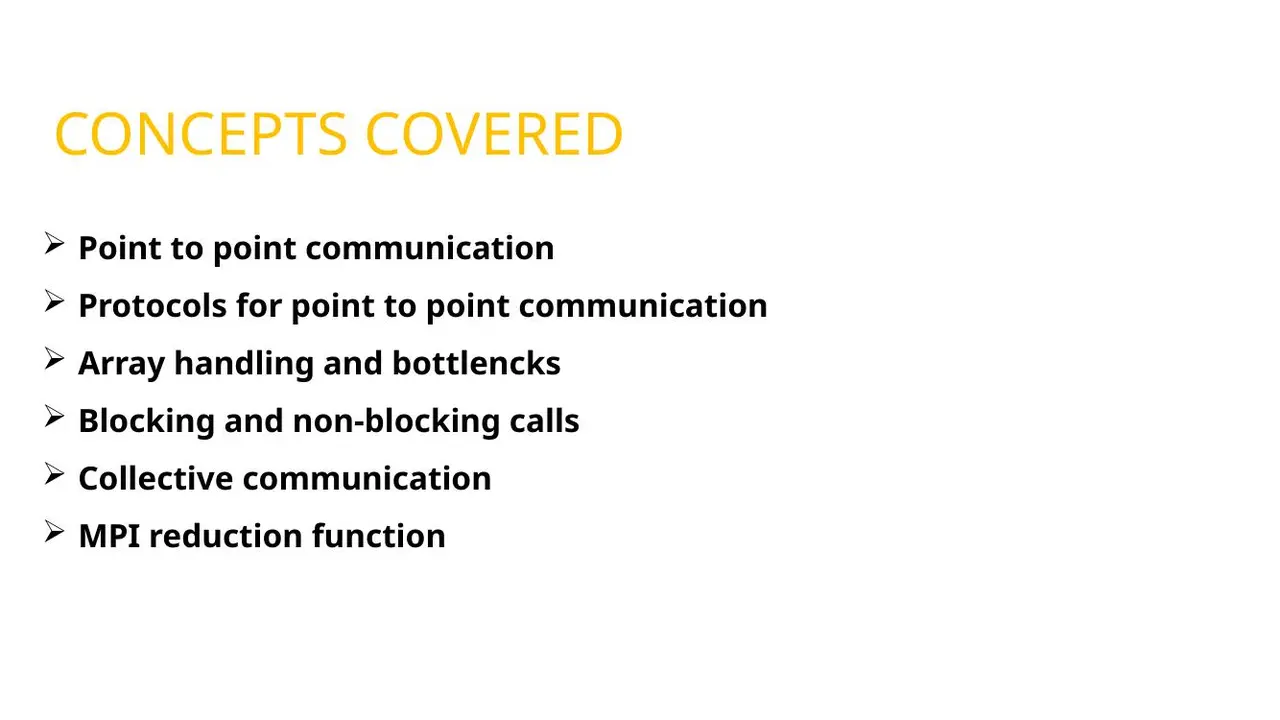 CONCEPTS COVERED
➢ Point to point communication
➢ Protocols for point to point communication
➢ Array handling and bottlencks
➢ Blocking and non-blocking calls
➢ Collective communication
➢ MPI reduction function